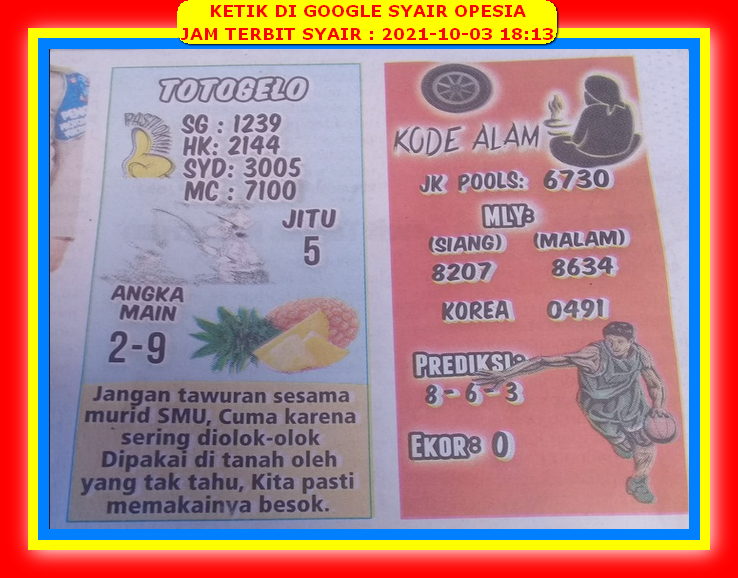 KETIK DI GOOGLE SYAIR OPESIA
JAM TERBIT SYAIR : 2021-10-03 18:13
TOTOGELO
PASTI
SG : 1239
HK: 2144
SYD: 3005
MC : 7100
JITU
5
ANGKA
MAIN
2-9
Jangan tawuran sesama
murid SMU, Cuma karena
sering diolok-olok
Dipakai di tanah oleh
yang tak tahu, Kita pasti
memakainya besok.
KODE ALAM
JK POOLS: 6730
MLY:
(SIANG) (MALAM)
8207 8634
KOREA 0491
PREDIKSI:
8 - 6 - 3
EKOR: 0